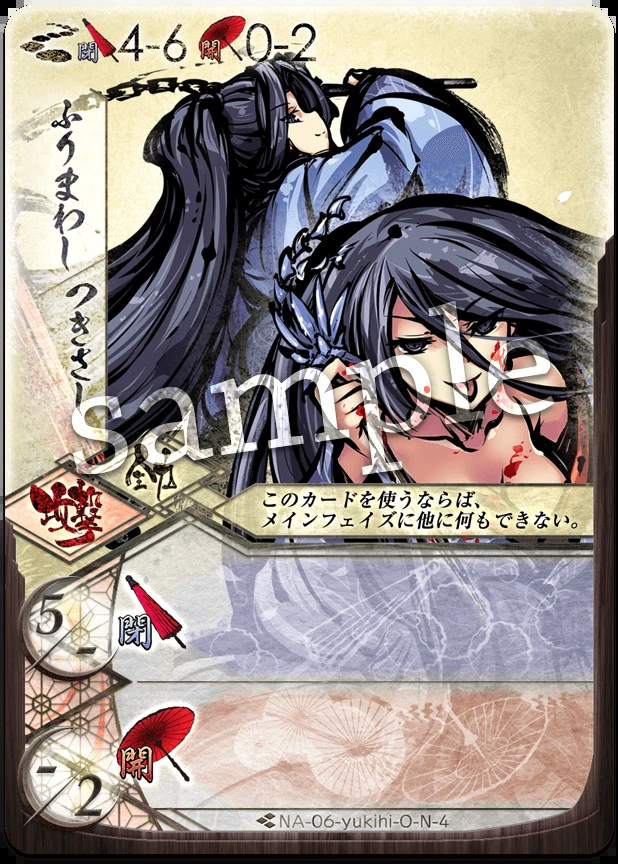 閉 4-6 開 0-2
ふりまわし つきさし
sample
攻撃 全力
このカードを使うならば、
メインフェイズに他に何もできない。
5/-
閉
-/2
開
NA-06-yukihi-O-N-4